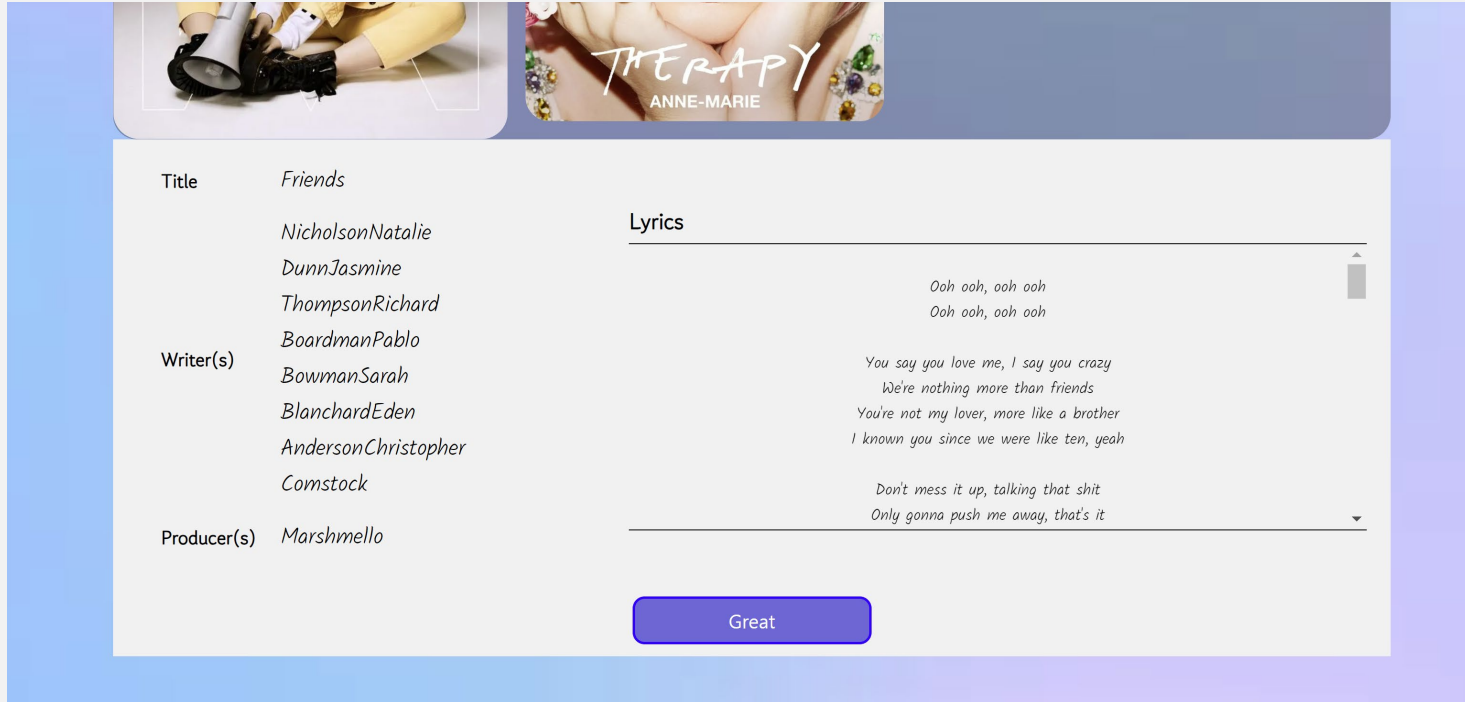 THERAPY
ANNE-MARIE
Title
Friends
Writer(s)
NicholsonNatalie
DunnJasmine
ThompsonRichard
BoardmanPablo
BowmanSarah
BlanchardEden
AndersonChristopher
Comstock
Producer(s)
Marshmello
Lyrics
Ooh ooh, ooh ooh
Ooh ooh, ooh ooh
You say you love me, I say you crazy
We're nothing more than friends
You're not my lover, more like a brother
I known you since we were like ten, yeah
Don't mess it up, talking that shit
Only gonna push me away, that's it
Great